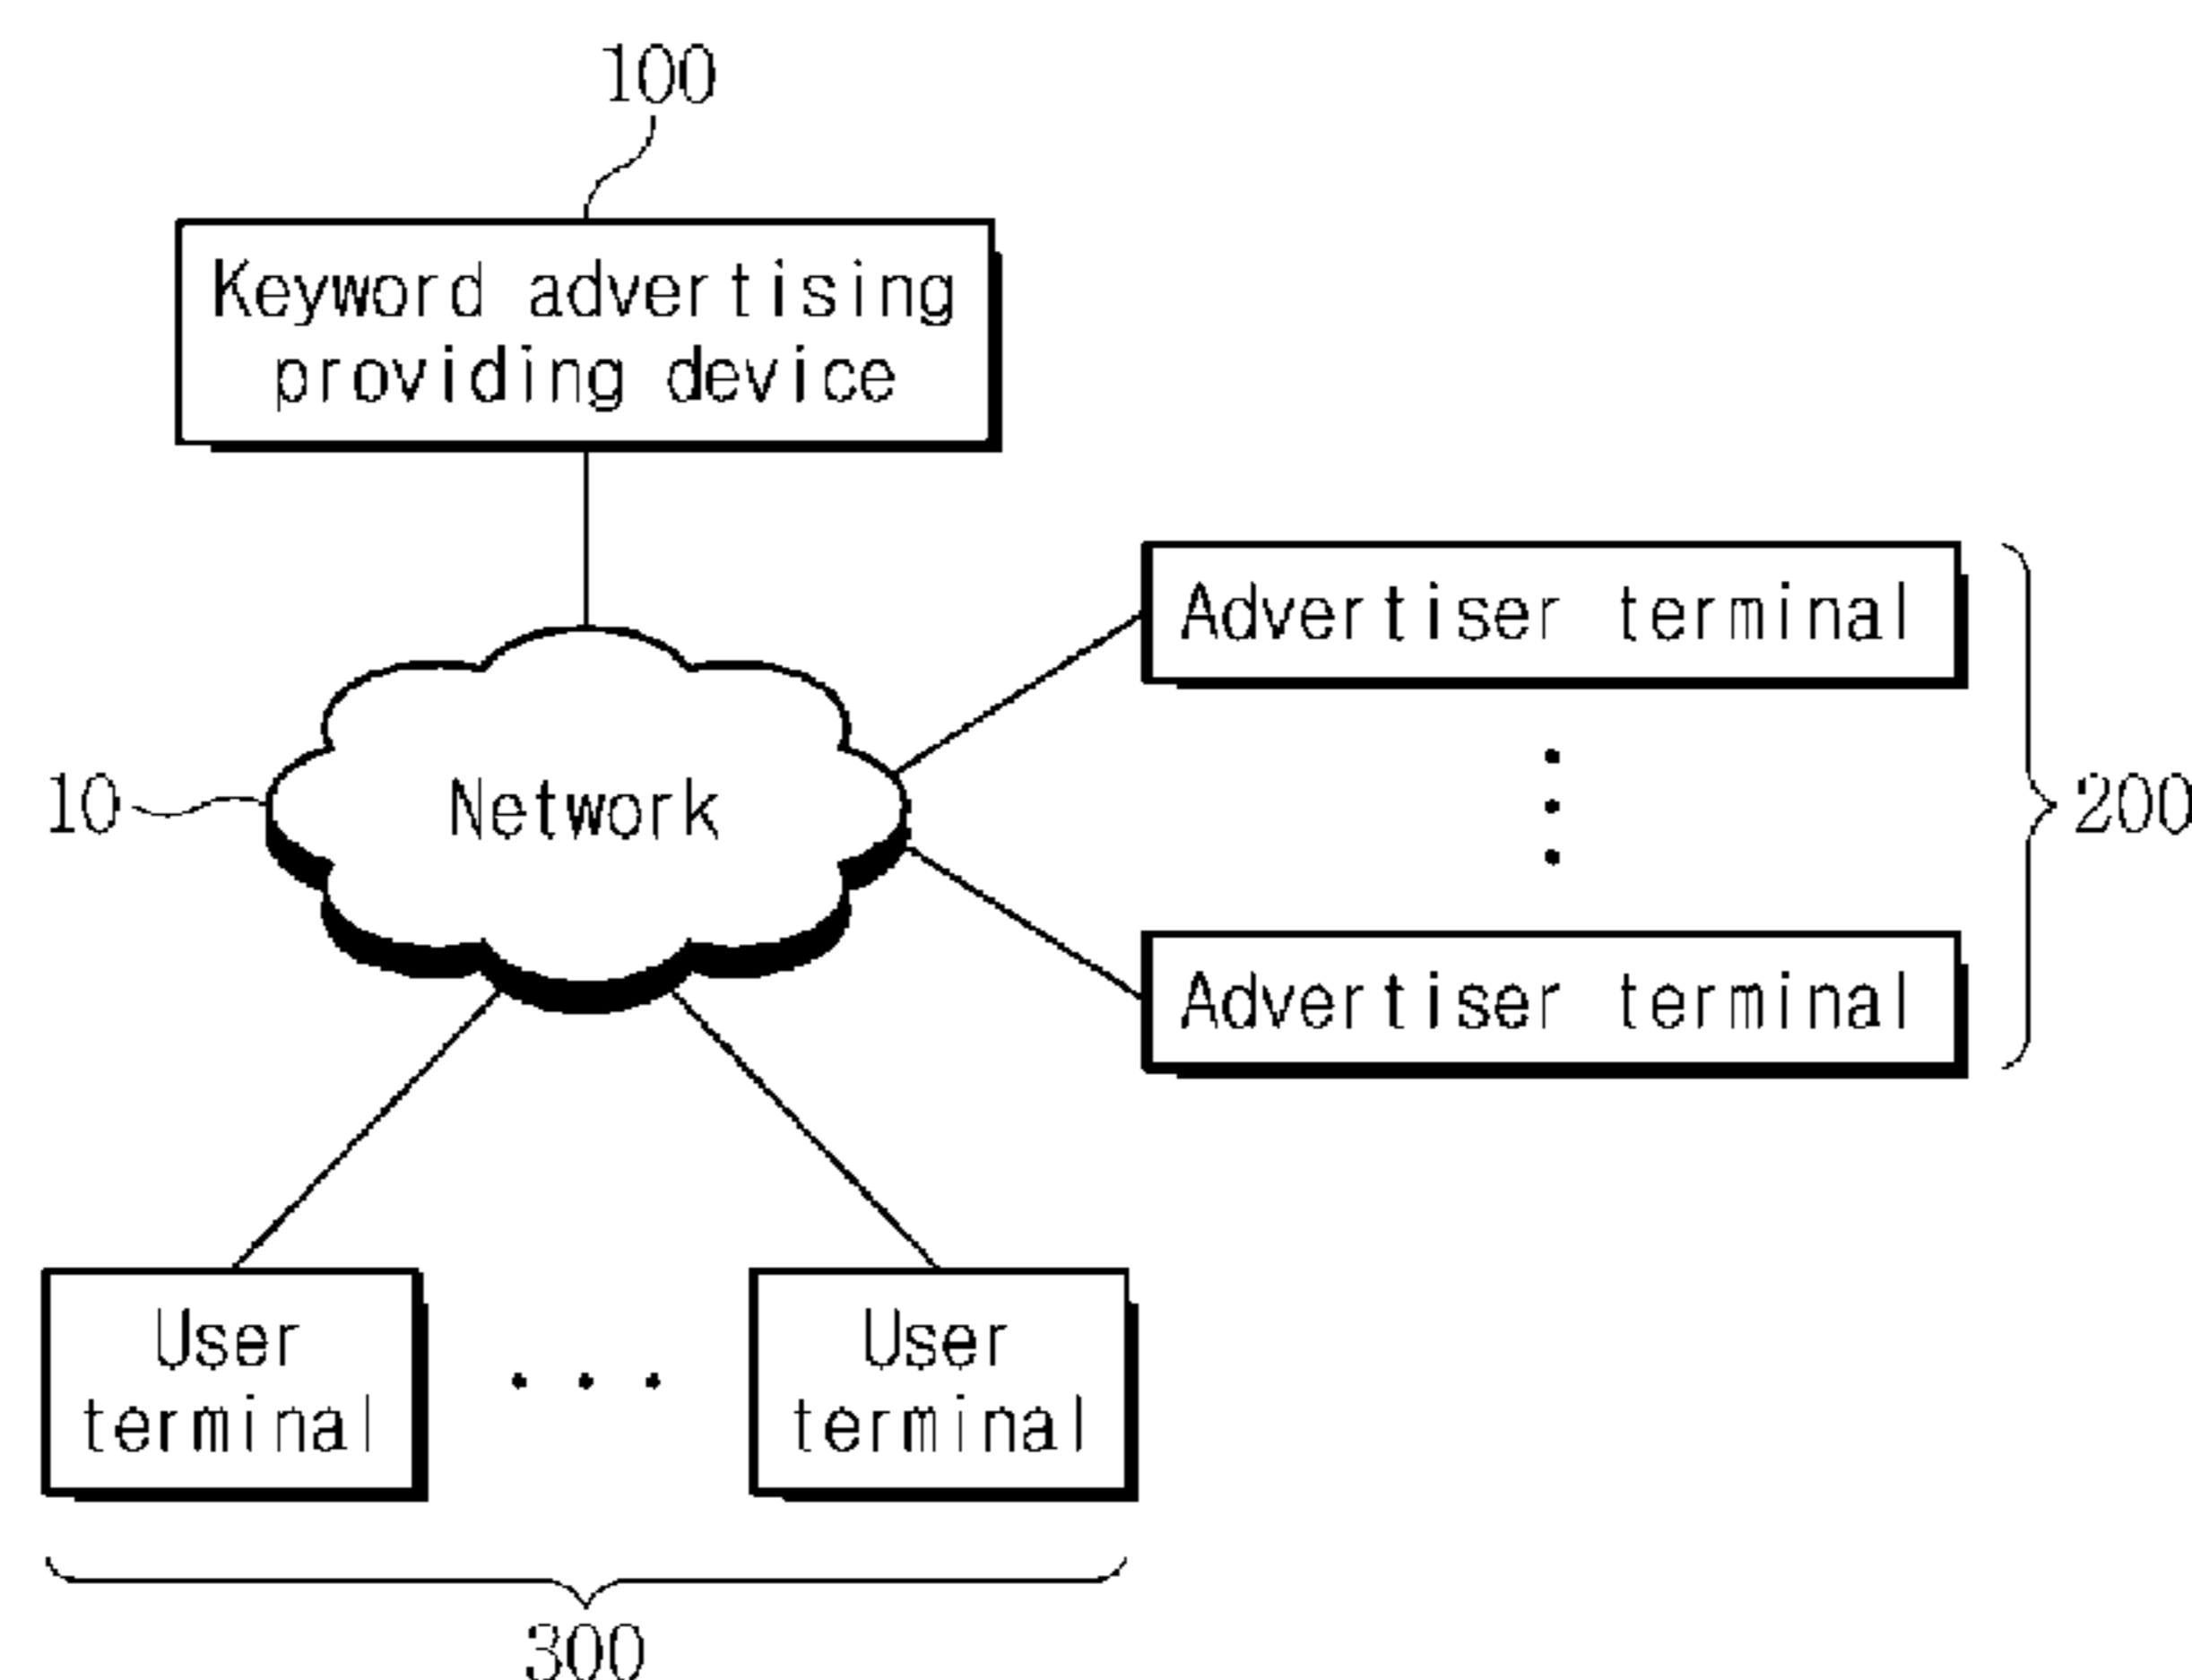 100
Keyword advertising
providing device
Advertiser terminal
10
Network
200
Advertiser terminal
User
terminal
User
terminal
300